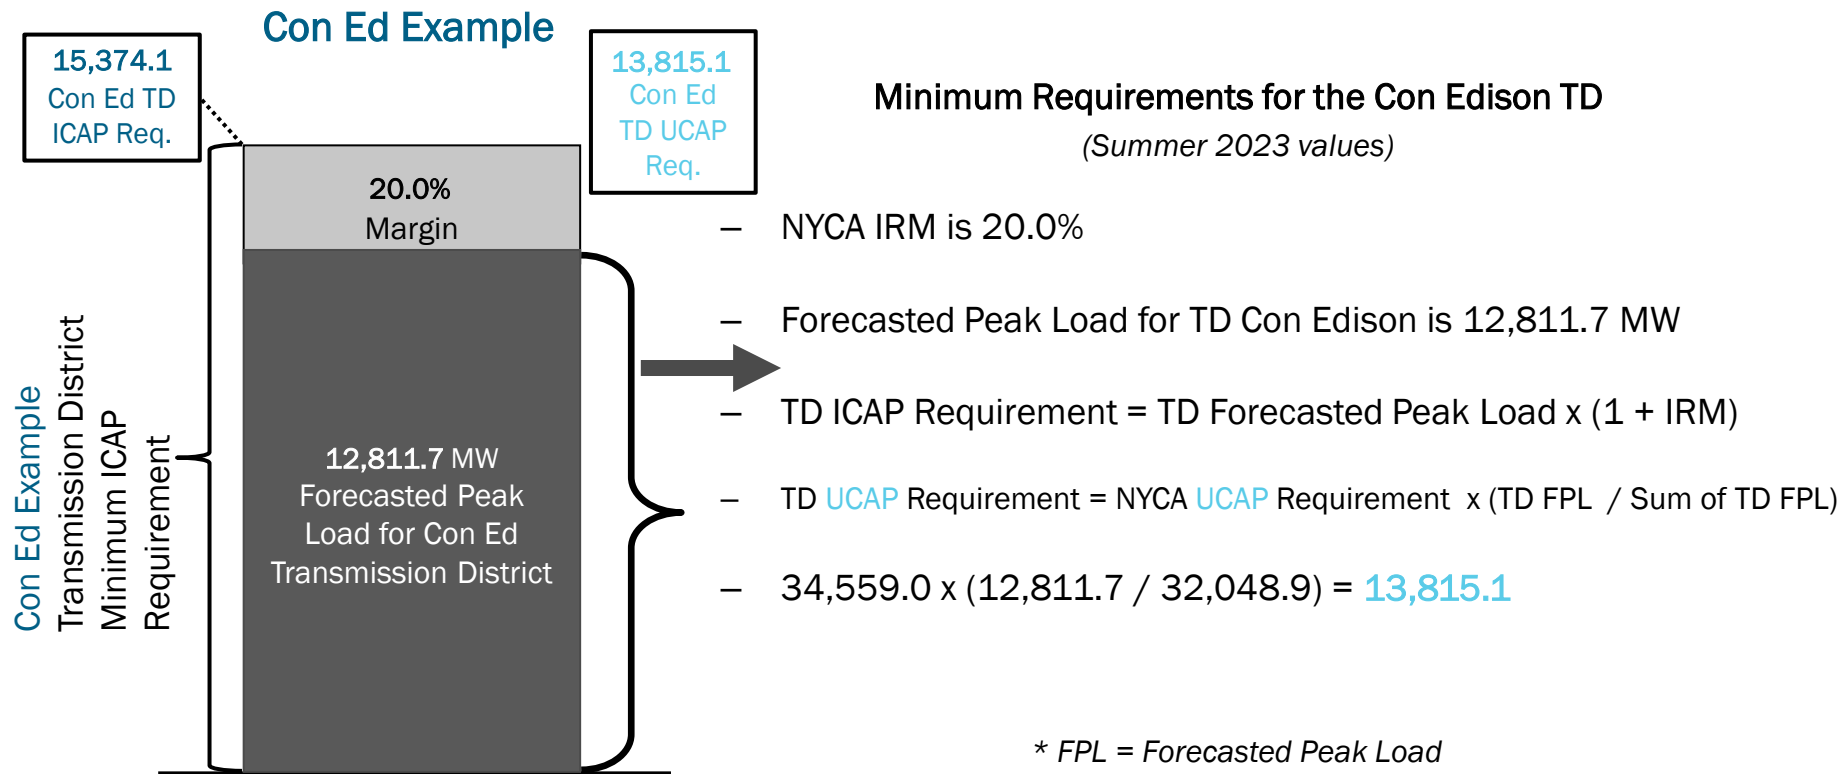 Con Ed Example
15,374.1
Con Ed TD
ICAP Req.
13,815.1
Con Ed
TD UCAP
Req.
20.0%
Margin
12,811.7 MW
Forecasted Peak
Load for Con Ed
Transmission District
Con Ed Example
Transmission District
Minimum ICAP
Requirement
Minimum Requirements for the Con Edison TD
(Summer 2023 values)
– NYCA IRM is 20.0%
– Forecasted Peak Load for TD Con Edison is 12,811.7 MW
– TD ICAP Requirement = TD Forecasted Peak Load x (1 + IRM)
– TD UCAP Requirement = NYCA UCAP Requirement x (TD FPL / Sum of TD FPL)
– 34,559.0 x (12,811.7 / 32,048.9) = 13,815.1
* FPL = Forecasted Peak Load